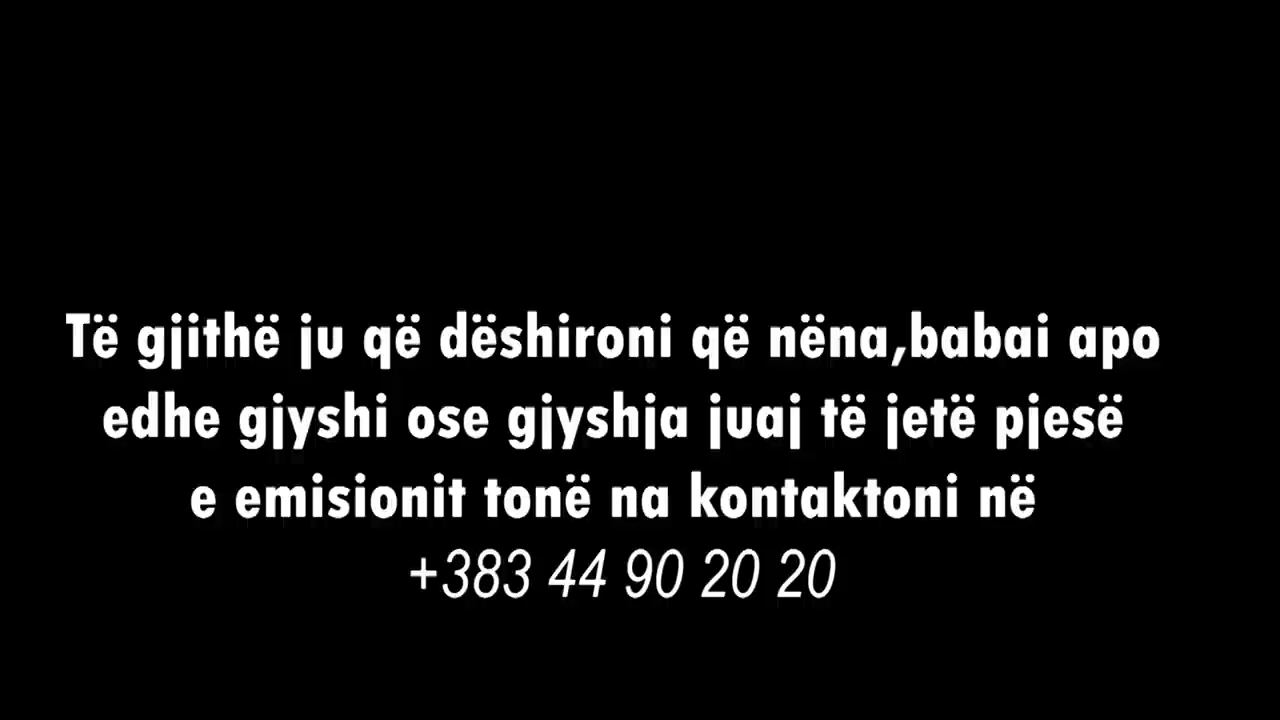 Të gjithë ju që dëshironi që nëna,babai apo
edhe gjyshi ose gjyshja juaj të jetë pjesë
e emisionit tonë na kontaktoni në
+383 44 90 20 20